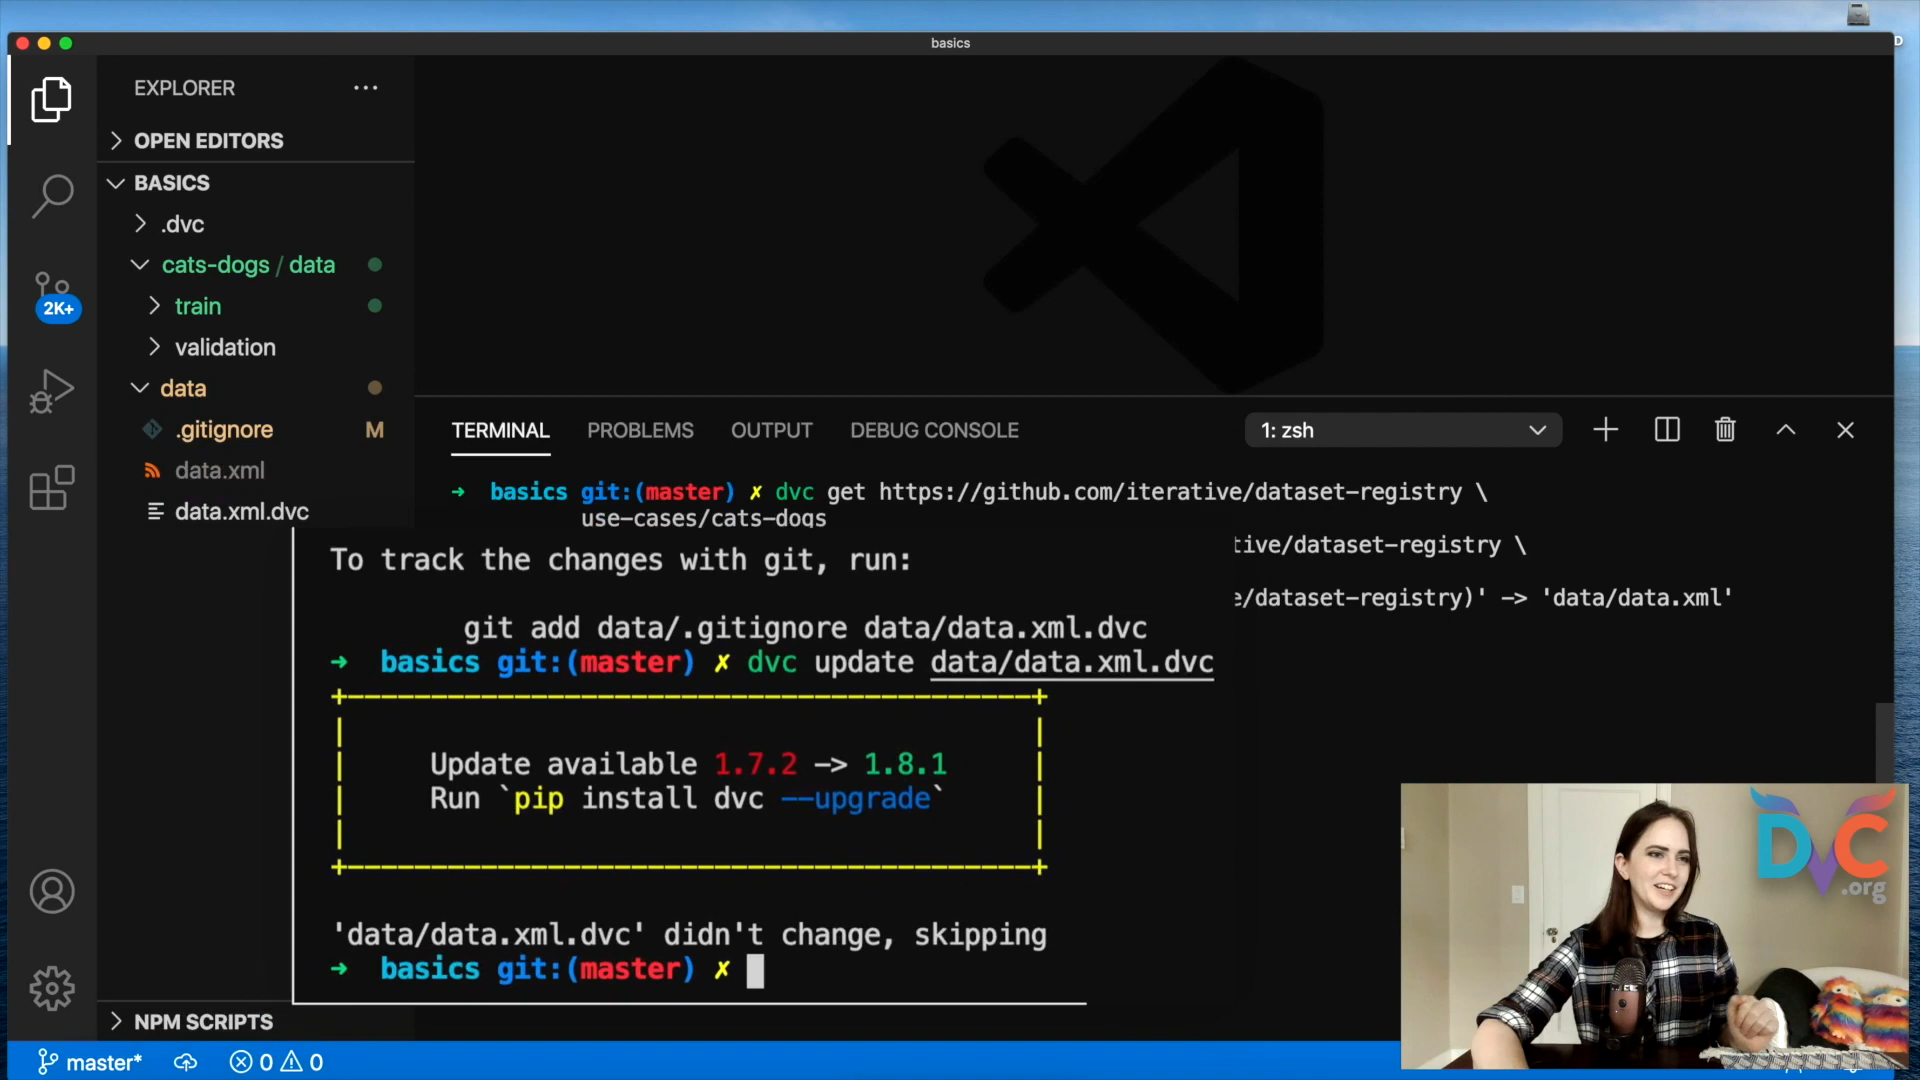 basics
D
EXPLORER
OPEN EDITORS
BASICS
.dvc
cats-dogs / data
train
validation
data
.gitignore M
data.xml
data.xml.dvc
NPM SCRIPTS
2K+
TERMINAL PROBLEMS OUTPUT DEBUG CONSOLE
1: zsh
➜ basics git:(master) ✗ dvc get https://github.com/iterative/dataset-registry \
use-cases/cats-dogs
tive/dataset-registry \
e/dataset-registry)' -> 'data/data.xml'
To track the changes with git, run:
git add data/.gitignore data/data.xml.dvc
➜ basics git:(master) ✗ dvc update data/data.xml.dvc
Update available 1.7.2 -> 1.8.1
Run `pip install dvc --upgrade`
'data/data.xml.dvc' didn't change, skipping
➜ basics git:(master) ✗
DVC
.org
master* 0 0